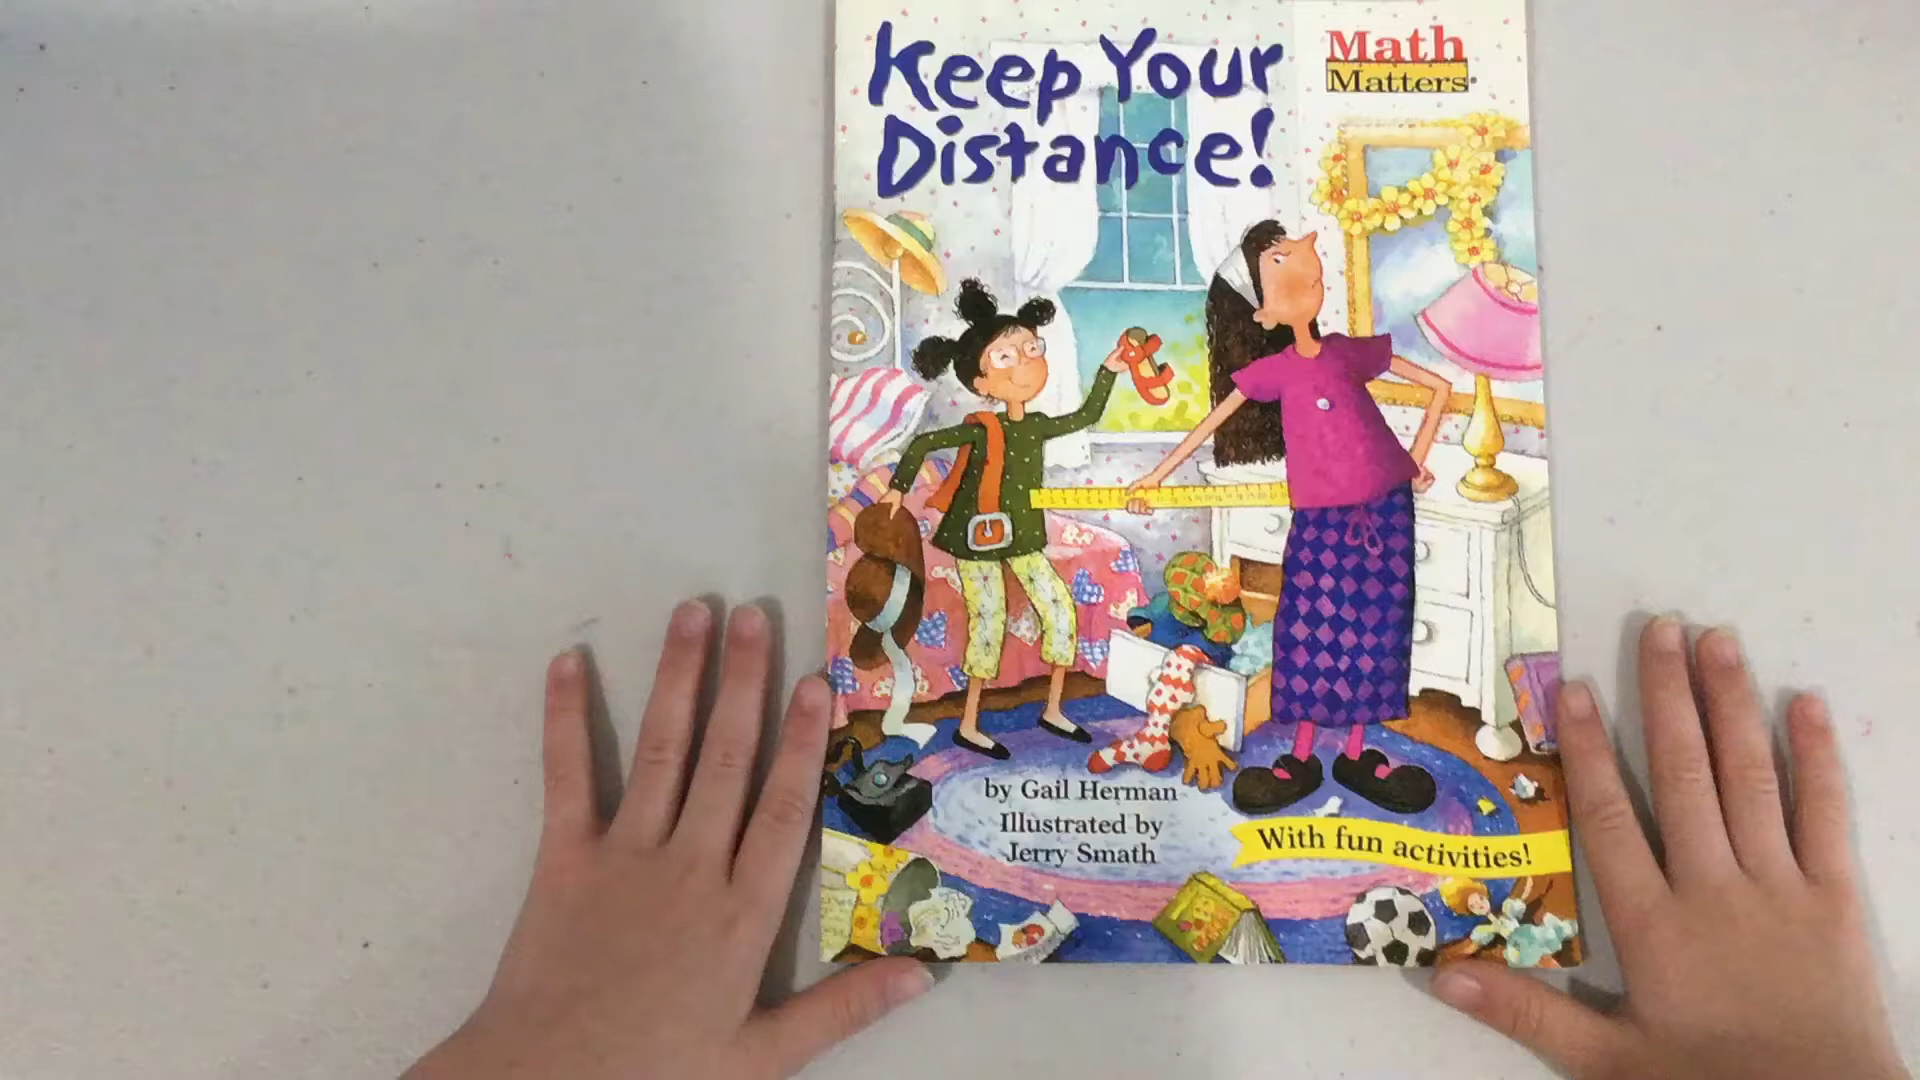 Keep Your
Distance!
Math
Matters®
by Gail Herman
Illustrated by
Jerry Smath
With fun activities!